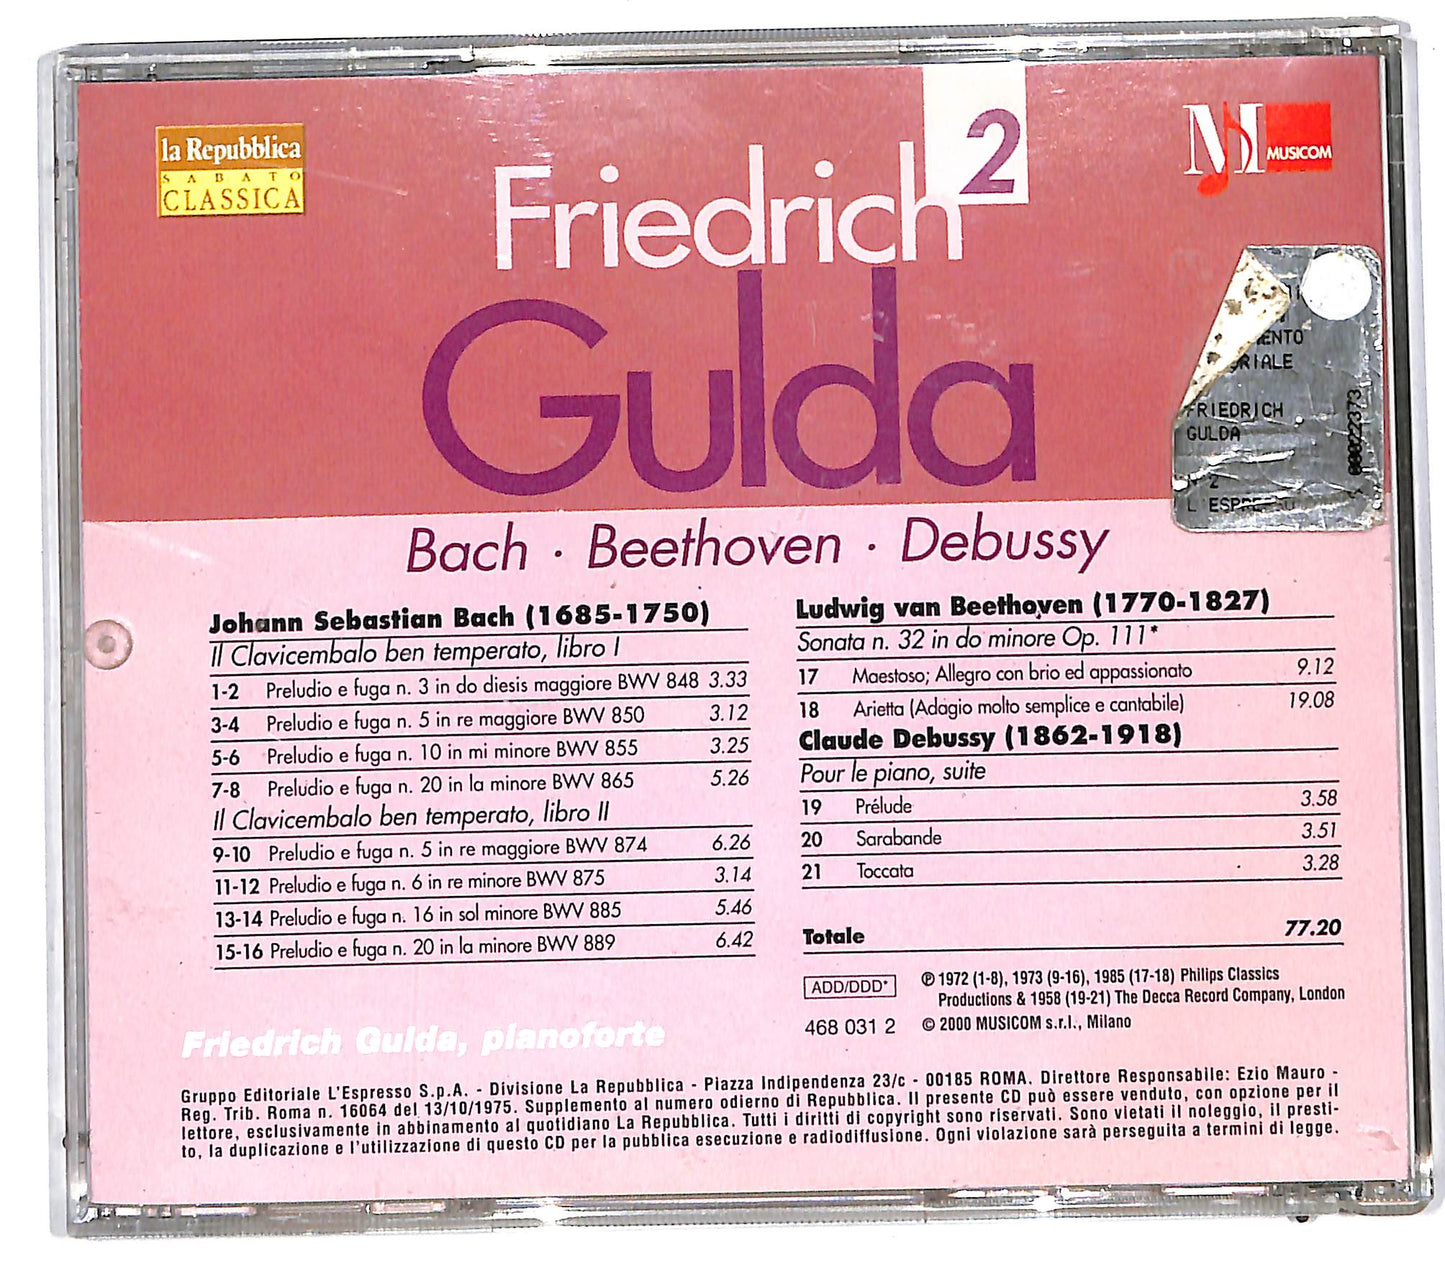 la Repubblica
SABATO
CLASSICA
2
MUSICOM
Friedrich
Gulda
FRIEDRICH
GULDA
2
00022373
Bach · Beethoven · Debussy
Johann Sebastian Bach (1685-1750)
Il Clavicembalo ben temperato, libro I
1-2 Preludio e fuga n. 3 in do diesis maggiore BWV 848 3.33
3-4 Preludio e fuga n. 5 in re maggiore BWV 850 3.12
5-6 Preludio e fuga n. 10 in mi minore BWV 855 3.25
7-8 Preludio e fuga n. 20 in la minore BWV 865 5.26
Il Clavicembalo ben temperato, libro II
9-10 Preludio e fuga n. 5 in re maggiore BWV 874 6.26
11-12 Preludio e fuga n. 6 in re minore BWV 875 3.14
13-14 Preludio e fuga n. 16 in sol minore BWV 885 5.46
15-16 Preludio e fuga n. 20 in la minore BWV 889 6.42
Ludwig van Beethoven (1770-1827)
Sonata n. 32 in do minore Op. 111*
17 Maestoso; Allegro con brio ed appassionato 9.12
18 Arietta (Adagio molto semplice e cantabile) 19.08
Claude Debussy (1862-1918)
Pour le piano, suite
19 Prélude 3.58
20 Sarabande 3.51
21 Toccata 3.28
Totale 77.20
ADD/DDD*
℗ 1972 (1-8), 1973 (9-16), 1985 (17-18) Philips Classics
Productions & 1958 (19-21) The Decca Record Company, London
468 031 2 © 2000 MUSICOM s.r.l., Milano
Friedrich Gulda, pianoforte
Gruppo Editoriale L'Espresso S.p.A. - Divisione La Repubblica - Piazza Indipendenza 23/c - 00185 ROMA. Direttore Responsabile: Ezio Mauro -
Reg. Trib. Roma n. 16064 del 13/10/1975. Supplemento al numero odierno di Repubblica. Il presente CD può essere venduto, con opzione per il
lettore, esclusivamente in abbinamento al quotidiano La Repubblica. Tutti i diritti di copyright sono riservati. Sono vietati il noleggio, il presti-
to, la duplicazione e l'utilizzazione di questo CD per la pubblica esecuzione e radiodiffusione. Ogni violazione sarà perseguita a termini di legge.